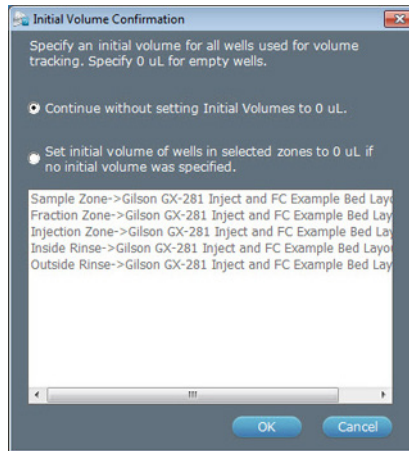 Initial Volume Confirmation
Specify an initial volume for all wells used for volume
tracking. Specify 0 uL for empty wells.
Continue without setting Initial Volumes to 0 uL.
Set initial volume of wells in selected zones to 0 uL if
no initial volume was specified.
Sample Zone->Gilson GX-281 Inject and FC Example Bed Layo
Fraction Zone->Gilson GX-281 Inject and FC Example Bed Lay
Injection Zone->Gilson GX-281 Inject and FC Example Bed La
Inside Rinse->Gilson GX-281 Inject and FC Example Bed Layou
Outside Rinse->Gilson GX-281 Inject and FC Example Bed Lay
OK Cancel